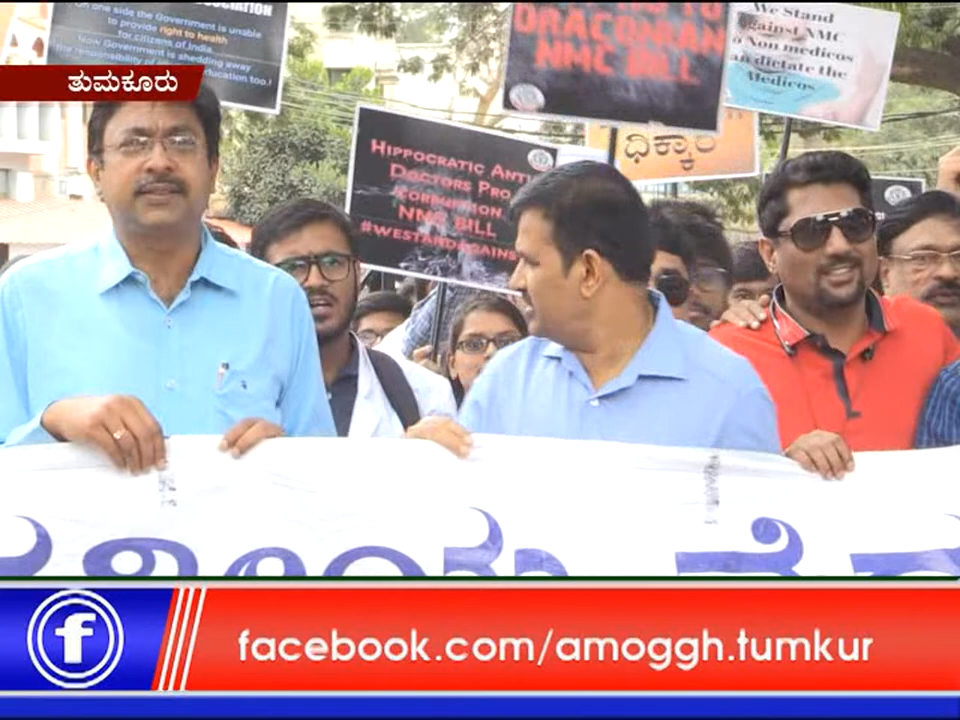 ASSOCIATION
On one side the Government is unable
to provide right to health
for citizens of India.
Now Government is shedding away
the responsibility of education too.)
DRACONIAN
NMC BILL
We Stand
Against NMC
Non medicos
can dictate the
Medicos
ತುಮಕೂರು
ಧಿಕ್ಕಾರ
Hippocratic Anti
Doctors Pro
Corruption
NMC BILL
#WESTANDAGAINS
facebook.com/amoggh.tumkur